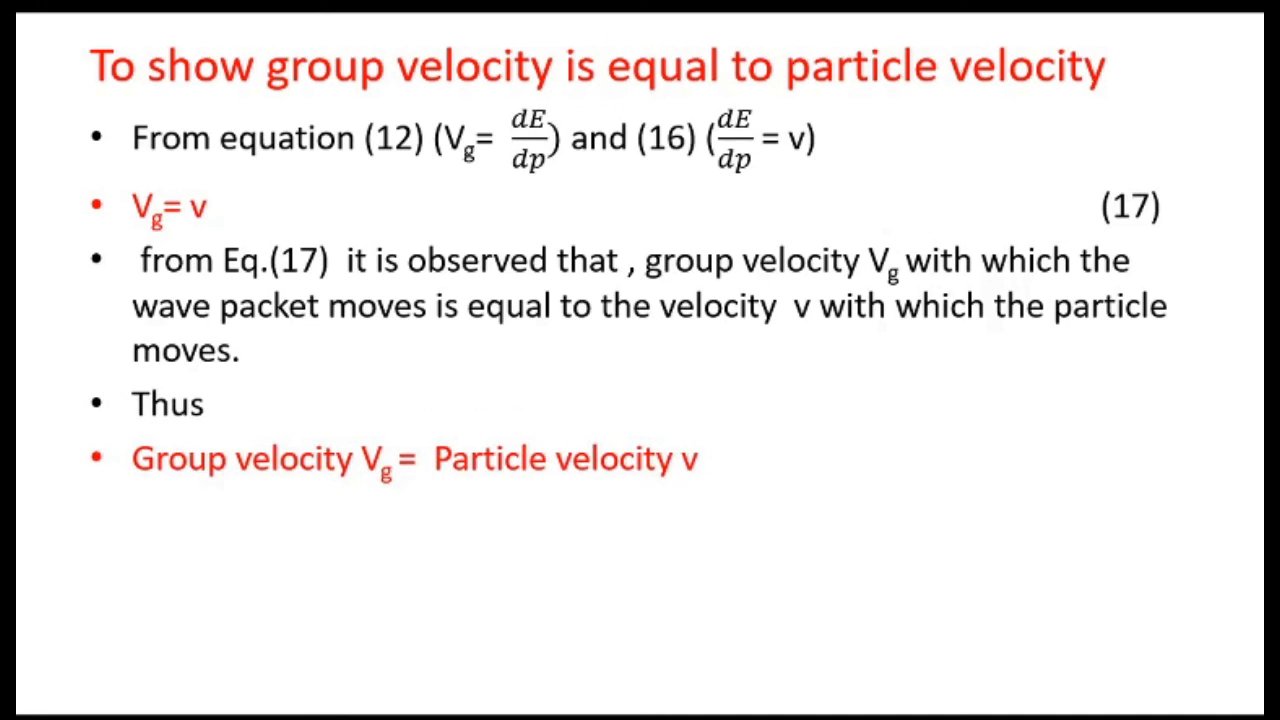 To show group velocity is equal to particle velocity
• From equation (12) (Vg= dE/dp) and (16) (dE/dp = v)
• Vg= v (17)
• from Eq.(17) it is observed that , group velocity Vg with which the
wave packet moves is equal to the velocity v with which the particle
moves.
• Thus
• Group velocity Vg = Particle velocity v